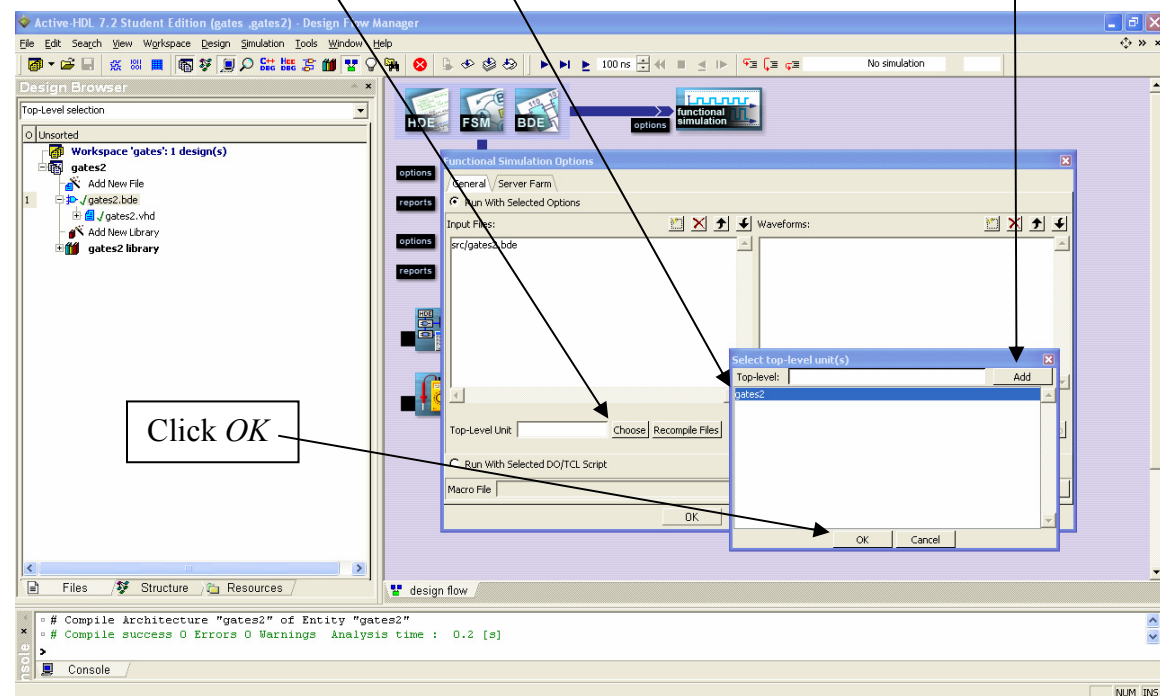 Active-HDL 7.2 Student Edition (gates ,gates2) - Design Flow Manager
File Edit Search View Workspace Design Simulation Tools Window Help
100 ns
No simulation
Design Browser
Top-Level selection
O Unsorted
Workspace 'gates': 1 design(s)
gates2
Add New File
1 gates2.bde
gates2.vhd
Add New Library
gates2 library
HDE FSM BDE
options
functional simulation
options
reports
options
reports
Functional Simulation Options
General Server Farm
Run With Selected Options
Input Files:
Waveforms:
src/gates2.bde
Top-Level Unit Choose Recompile Files
Run With Selected DO/TCL Script
Macro File
OK
Select top-level unit(s)
Top-level: Add
gates2
OK Cancel
Click OK
Files Structure Resources
design flow
# Compile Architecture "gates2" of Entity "gates2"
# Compile success 0 Errors 0 Warnings Analysis time : 0.2 [s]
>
Console
NUM INS